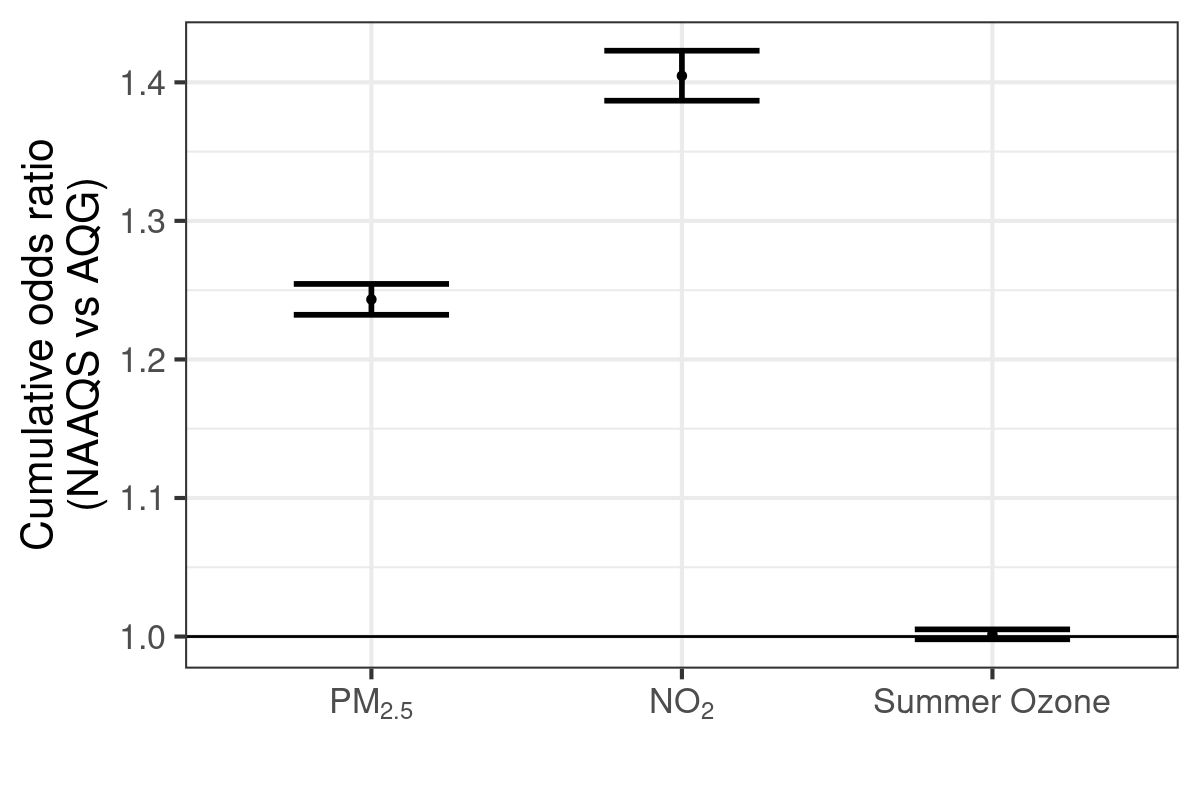 Cumulative odds ratio
(NAAQS vs AQG)
1.4
1.3
1.2
1.1
1.0
PM₂.₅
NO₂
Summer Ozone